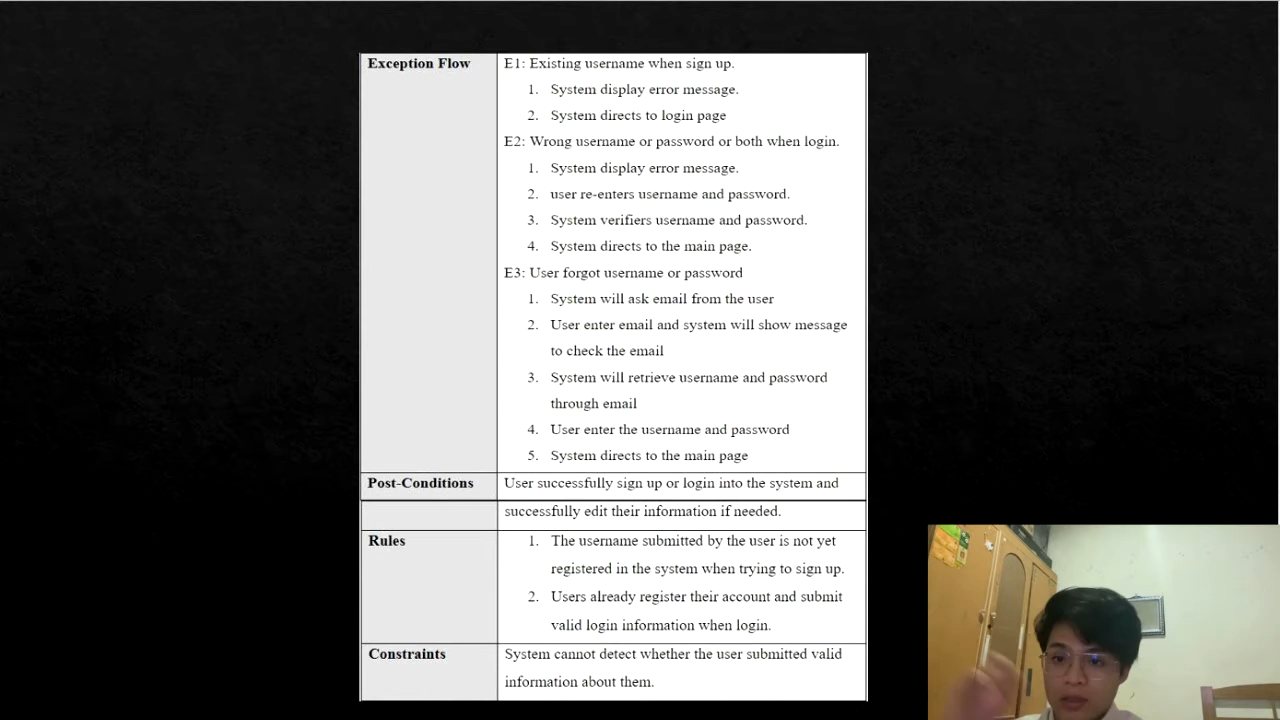 Exception Flow
E1: Existing username when sign up.
1. System display error message.
2. System directs to login page
E2: Wrong username or password or both when login.
1. System display error message.
2. user re-enters username and password.
3. System verifiers username and password.
4. System directs to the main page.
E3: User forgot username or password
1. System will ask email from the user
2. User enter email and system will show message
to check the email
3. System will retrieve username and password
through email
4. User enter the username and password
5. System directs to the main page
Post-Conditions
User successfully sign up or login into the system and
successfully edit their information if needed.
Rules
1. The username submitted by the user is not yet
registered in the system when trying to sign up.
2. Users already register their account and submit
valid login information when login.
Constraints
System cannot detect whether the user submitted valid
information about them.